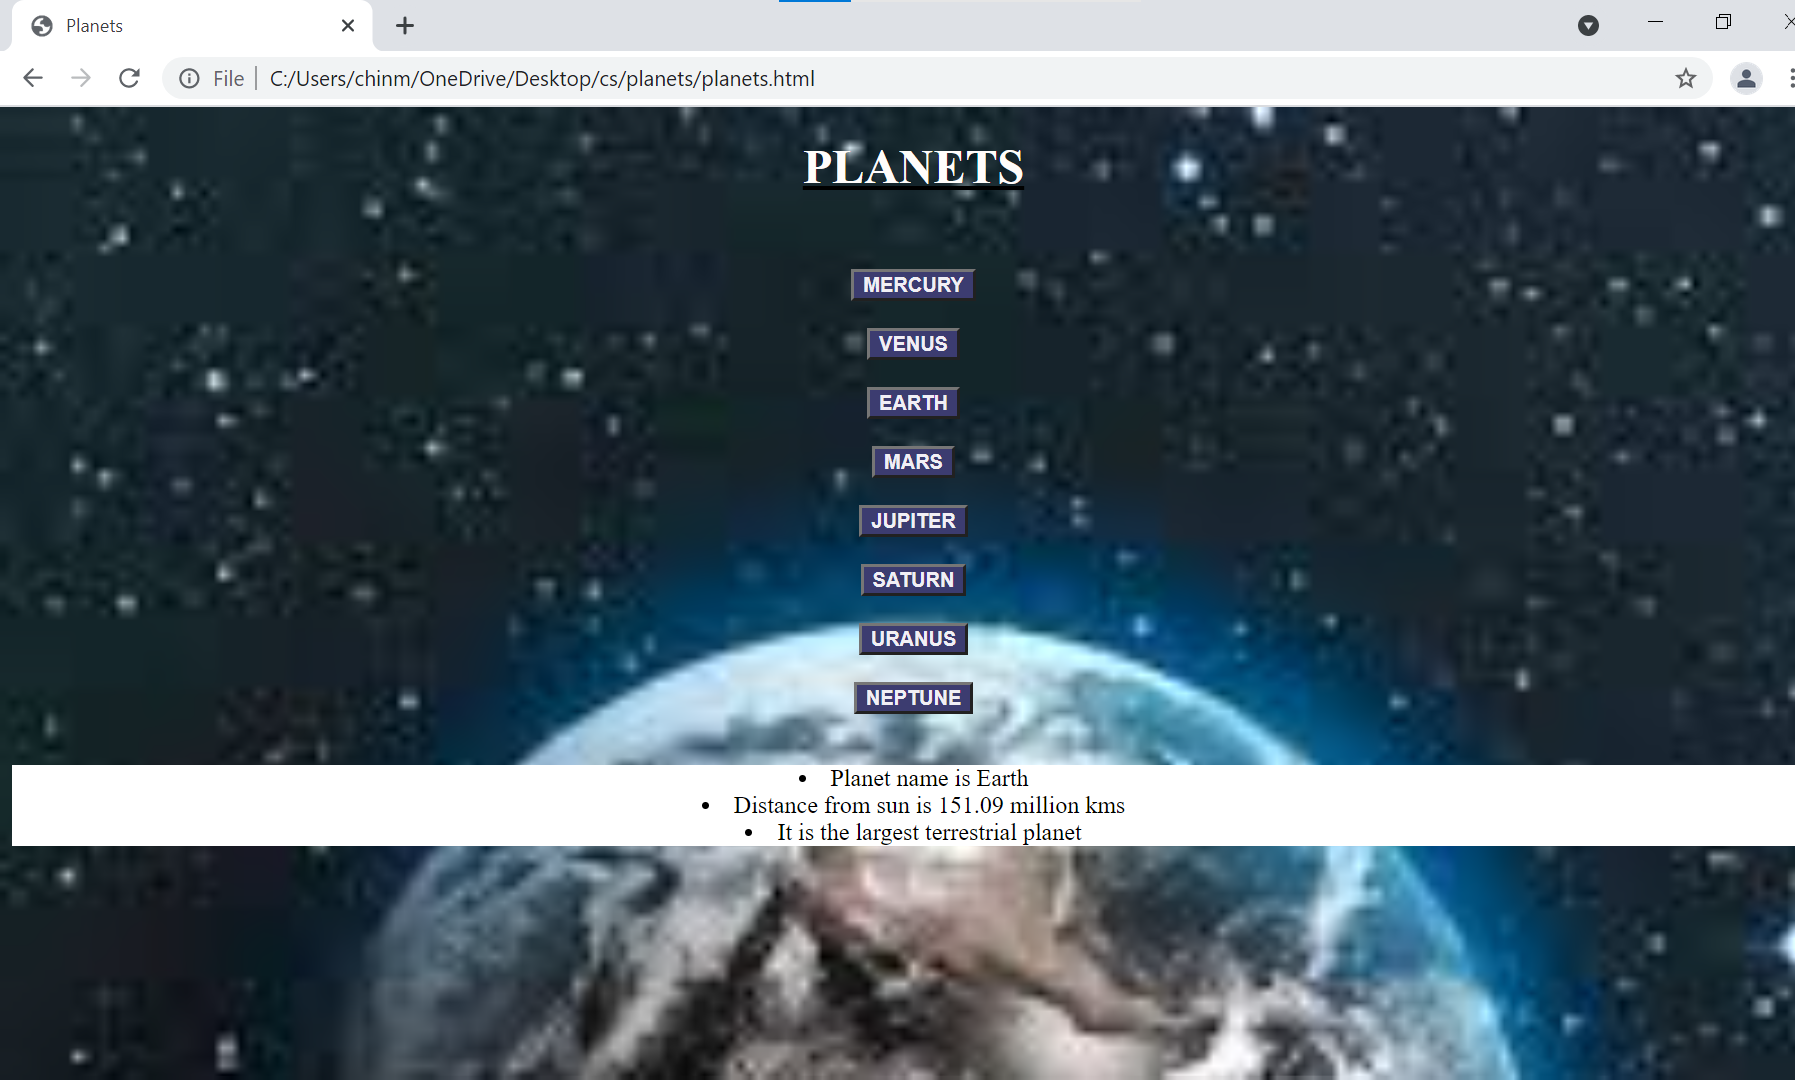 Planets
File | C:/Users/chinm/OneDrive/Desktop/cs/planets/planets.html
PLANETS
MERCURY
VENUS
EARTH
MARS
JUPITER
SATURN
URANUS
NEPTUNE
• Planet name is Earth
• Distance from sun is 151.09 million kms
• It is the largest terrestrial planet